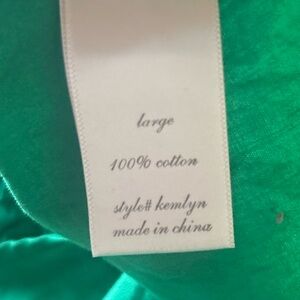 large
100% cotton
style# kemlyn
made in china